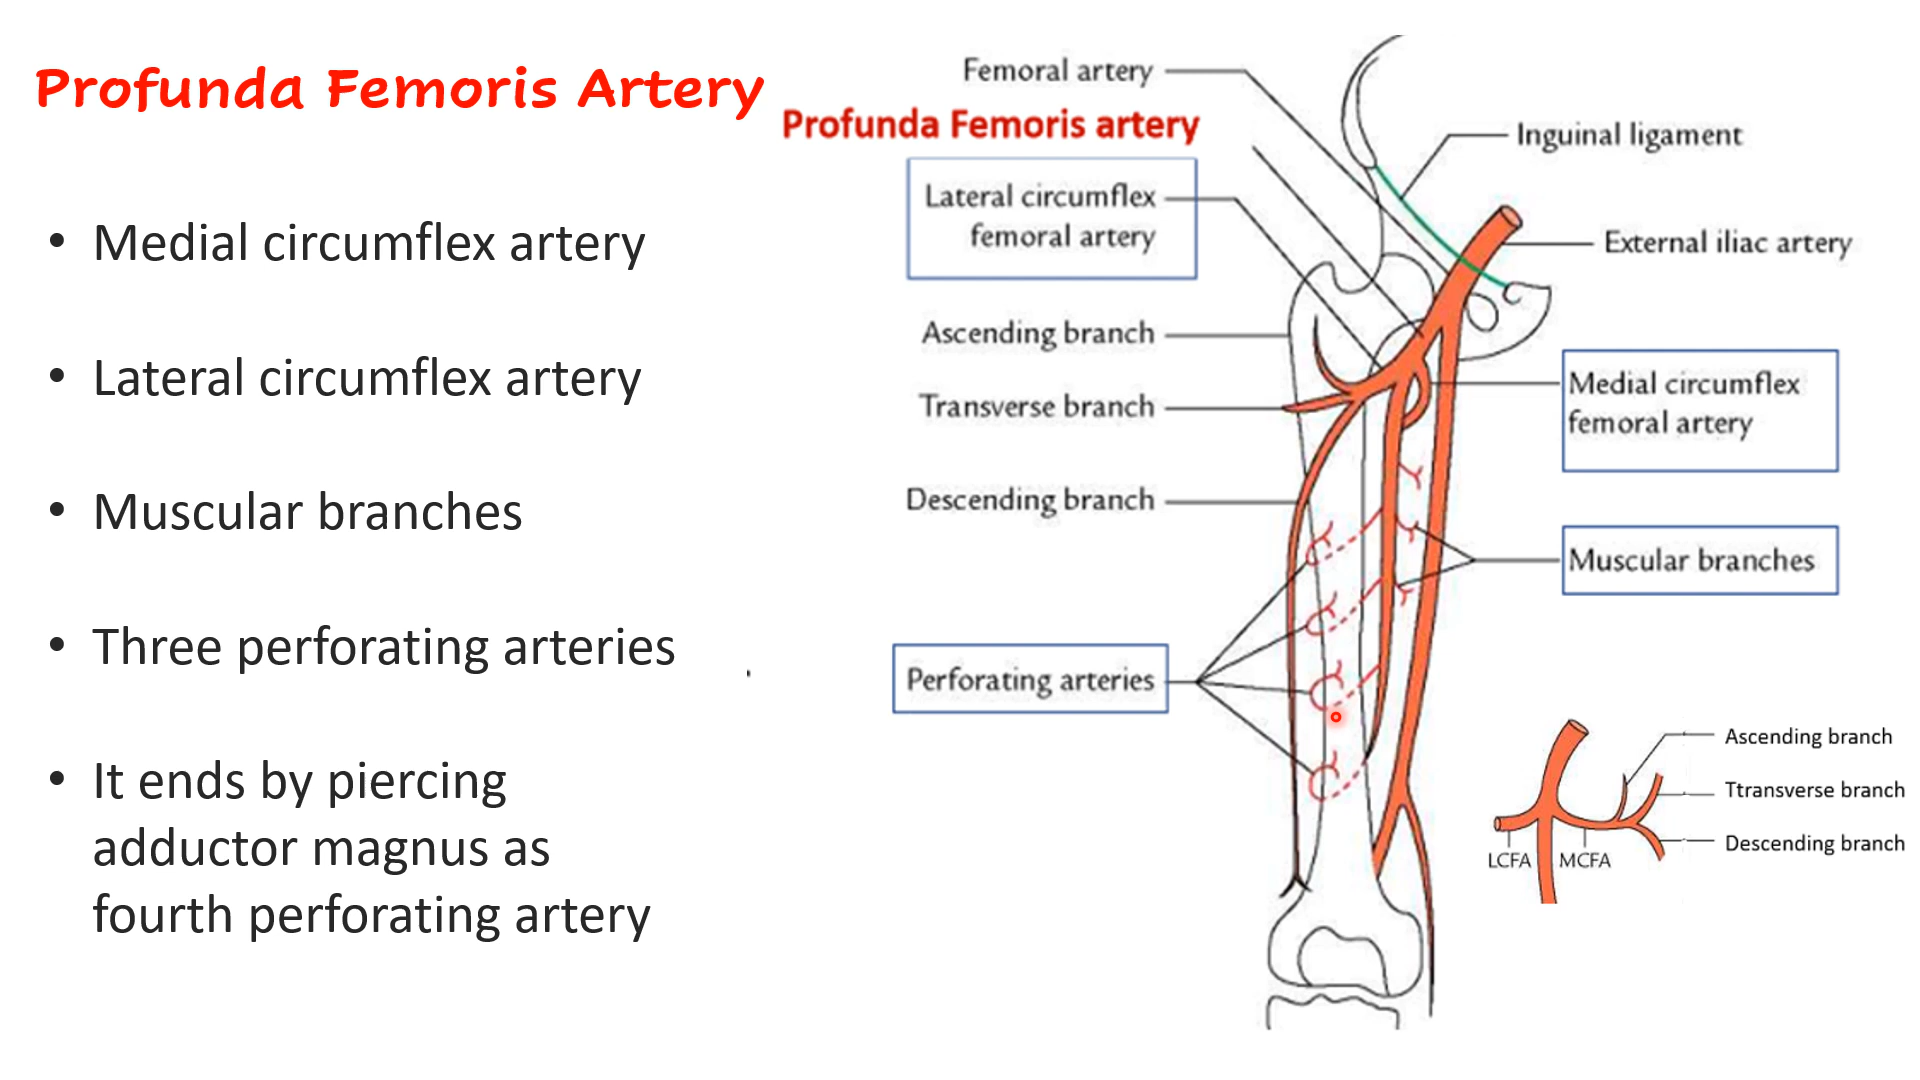 Profunda Femoris Artery
• Medial circumflex artery
• Lateral circumflex artery
• Muscular branches
• Three perforating arteries
• It ends by piercing
adductor magnus as
fourth perforating artery
Femoral artery
Profunda Femoris artery
Lateral circumflex
femoral artery
Ascending branch
Transverse branch
Descending branch
Perforating arteries
Inguinal ligament
External iliac artery
Medial circumflex
femoral artery
Muscular branches
Ascending branch
Ttransverse branch
Descending branch
LCFA
MCFA